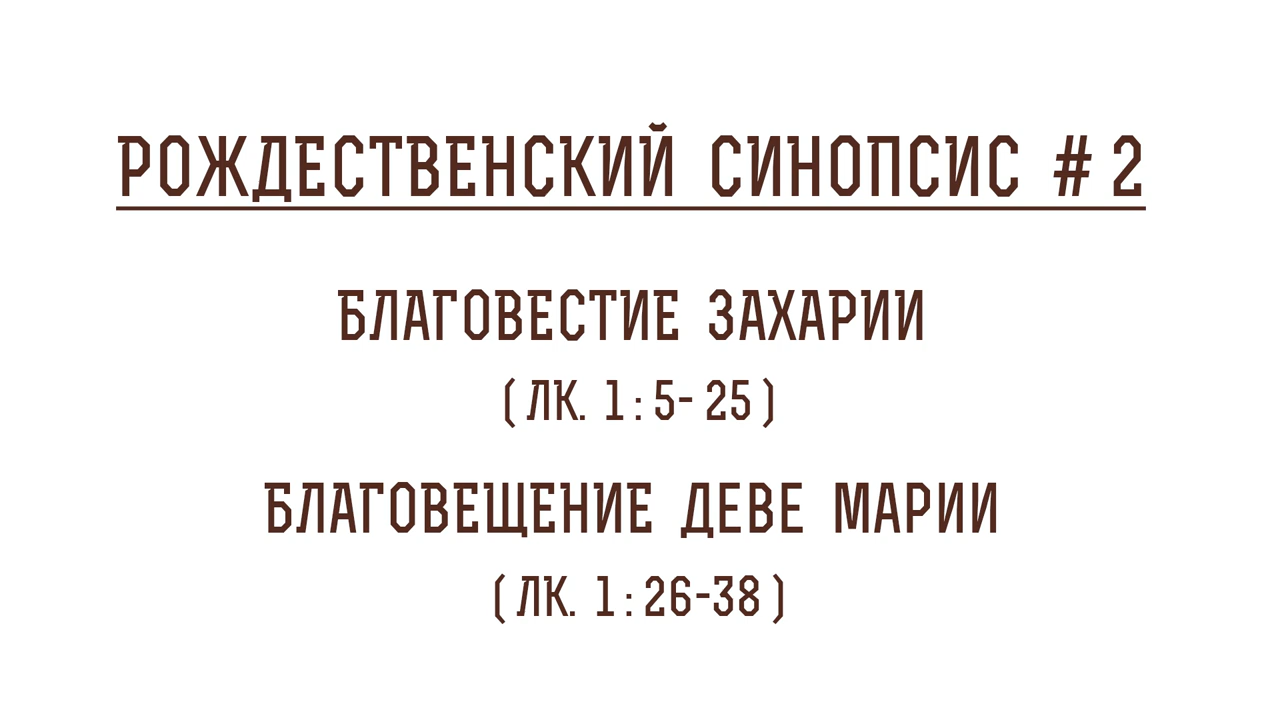 РОЖДЕСТВЕНСКИЙ СИНОПСИС # 2
БЛАГОВЕСТИЕ ЗАХАРИИ
(ЛК. 1:5-25)
БЛАГОВЕЩЕНИЕ ДЕВЕ МАРИИ
(ЛК. 1:26-38)